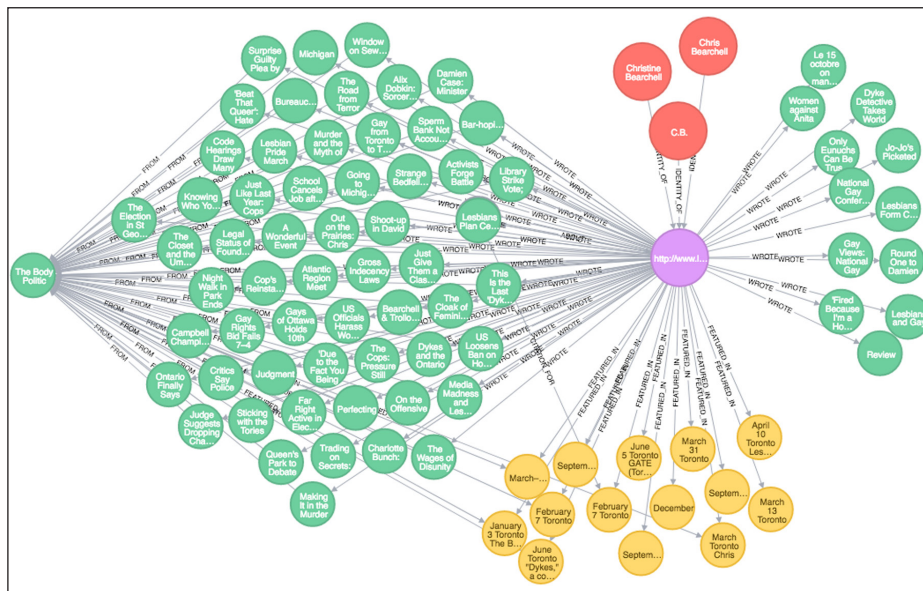 Surprise
Guilty
Plea by
Michigan
Window
on Sew...
'Beat
That
Queer':
Hate
Bureauc...
The
Road
from
Terror
Alix
Dobkin:
Sorcer...
Damien
Case:
Minister
Code
Hearings
Draw
Many
Lesbian
Pride
March
Murder
and the
Myth of
Gay
from
Toronto
to T...
Sperm
Bank Not
Accou...
Bar-hopi...
The
Election
in St
Geo...
Knowing
Who Yo...
Just
Like Last
Year:
Cops
School
Cancels
Job aft...
Going
to
Michig...
Strange
Bedfell...
Activists
Forge
Battle
Library
Strike
Vote;
The
Closet
and the
Um...
Legal
Status of
Found...
A
Wonderful
Event
Out
on the
Prairies:
Chris
Shoot-up
in David
Lesbians
Plan Ce...
The Body
Politic
Night
Walk in
Park
Ends
Cop's
Reinsta...
Atlantic
Region
Meet
Gross
Indecency
Laws
Just
Give Them
a Clas...
This
is the Last
'Dyk...
Campbell
Champi...
Gay
Rights
Bid Fails
7–4
Gays
of Ottawa
Holds
10th
US
Officials
Harass
Wo...
Bearchell
& Trollo...
The
Cloak of
Femini...
Ontario
Finally
Says
Critics
Say
Police
Judgment
'Due to
the Fact
You Being
The
Cops:
Pressure
Still
Dykes
and the
Ontario
US
Loosens
Ban on
Ho...
Judge
Suggests
Dropping
Cha...
Sticking
with the
Tories
Far
Right
Active in
Elec...
Perfecting
On the
Offensive
Media
Madness
and
Les...
Queen's
Park to
Debate
Trading
on
Secrets:
Charlotte
Bunch:
The
Wages of
Disunity
Making
It in the
Murder
Christine
Bearchell
Chris
Bearchell
C.B.
IDENTITY_OF
http://www.l...
Le 15
octobre
on
man...
Women
against
Anita
Dyke
Detective
Takes
World
Only
Eunuchs
Can Be
Trus...
Jo-Jo's
Picketed
National
Gay
Confer...
Lesbians
Form C...
Gay
Views:
National
Gay
Round
One to
Damien
'Fired
Because
I'm a
Ho...
Lesbians
and Gay
Review
WROTE
FROM
FEATURED_IN
March–...
Septem...
June
5 Toronto
GATE
(Tor...
March
31
Toronto
April
10 Toronto
Les...
January
3 Toronto
The B...
February
7 Toronto
February
7 Toronto
December
Septem...
March
13 Toronto
June
Toronto
"Dykes,"
a co...
Septem...
March
Toronto
Chris